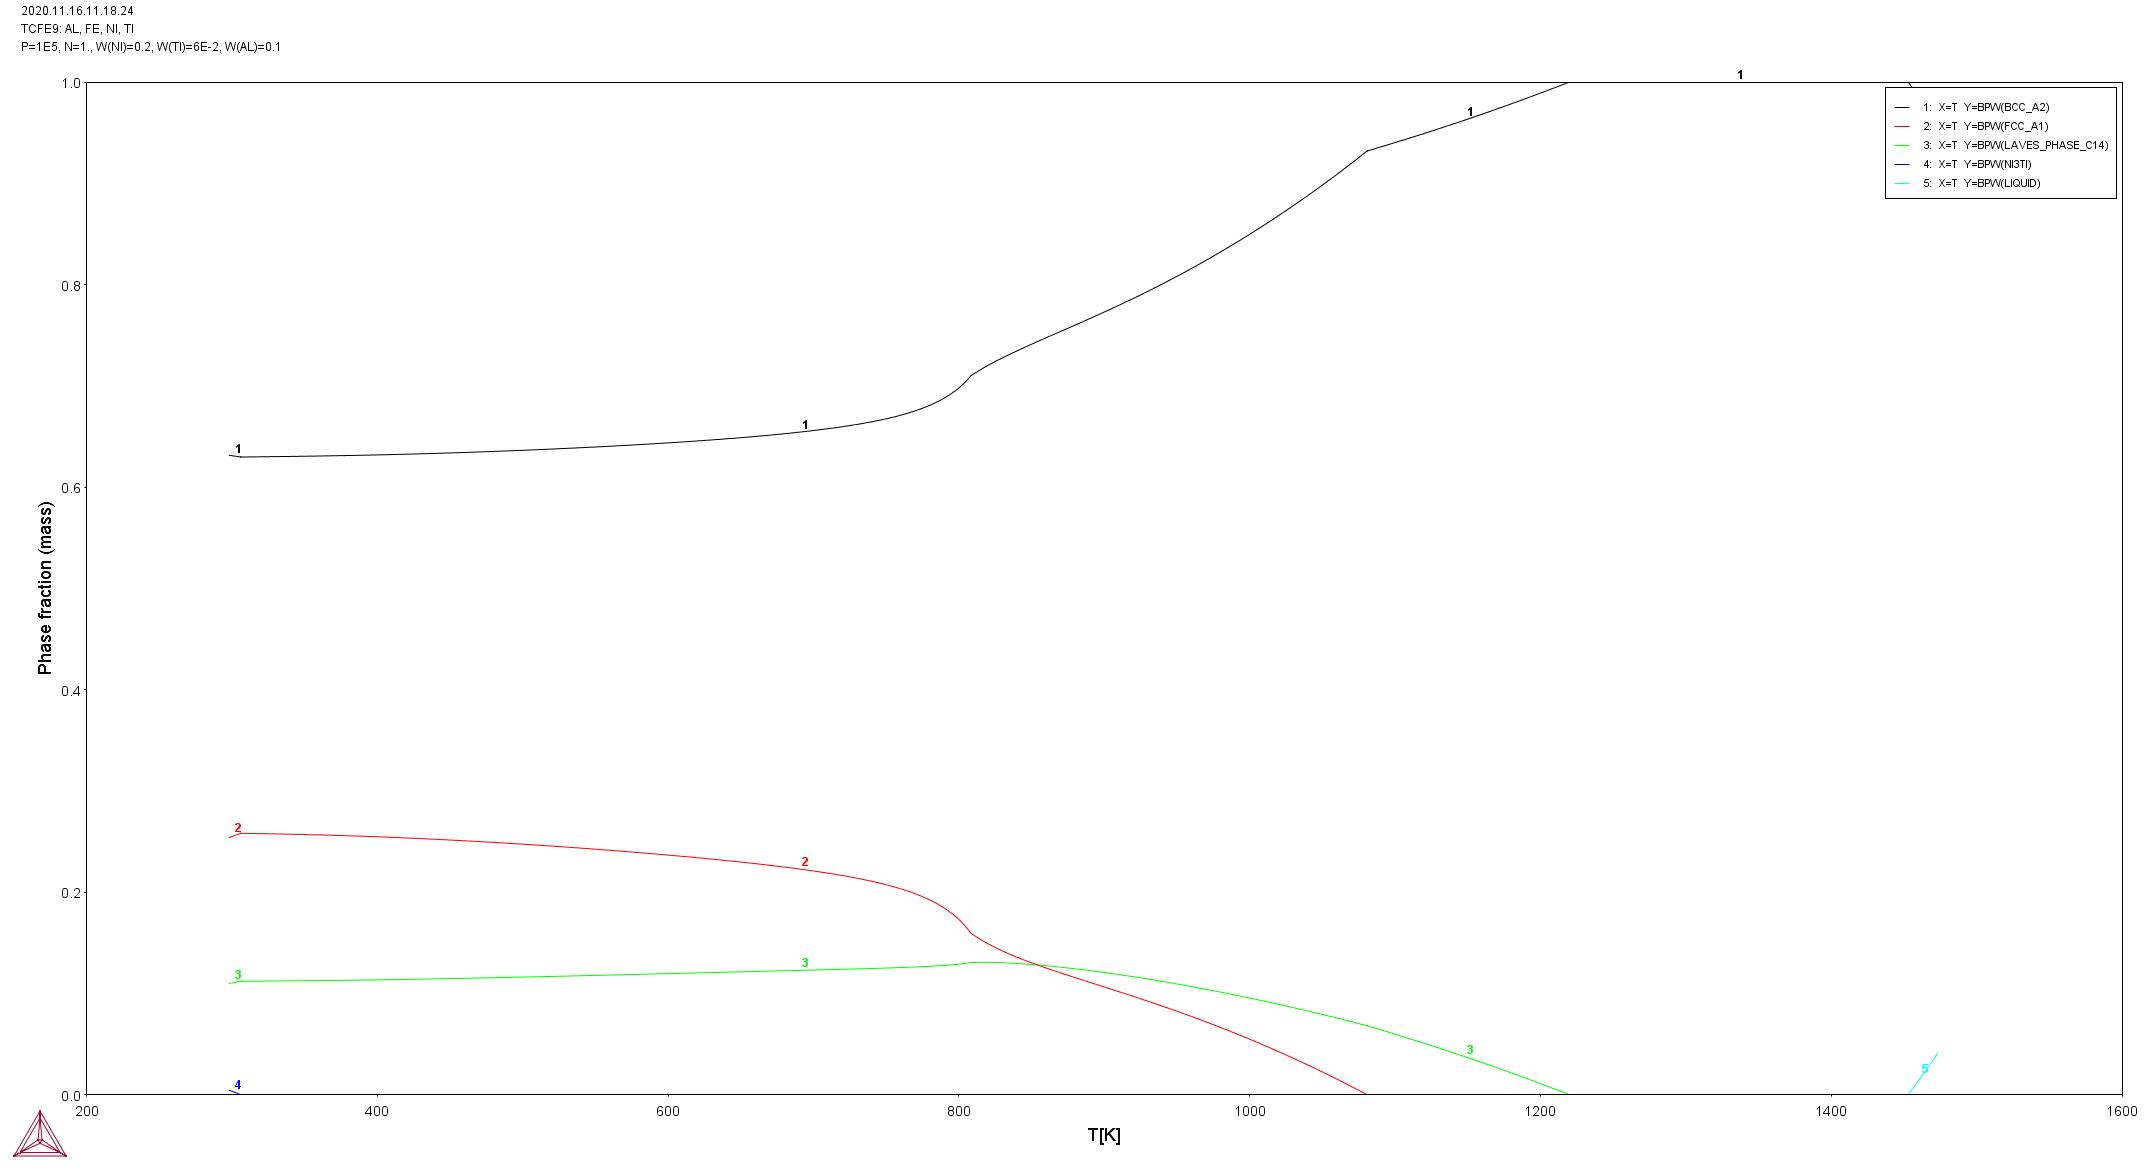 2020.11.16.11.18.24
TCFE9: AL, FE, NI, TI
P=1E5, N=1., W(NI)=0.2, W(TI)=6E-2, W(AL)=0.1
1
1.0
1
1: X=T Y=BPW(BCC_A2)
2: X=T Y=BPW(FCC_A1)
3: X=T Y=BPW(LAVES_PHASE_C14)
4: X=T Y=BPW(NI3TI)
5: X=T Y=BPW(LIQUID)
0.8
1
1
0.6
Phase fraction (mass)
0.4
2
2
0.2
3
3
3
5
4
0.0
200 400 600 800 1000 1200 1400 1600
T[K]